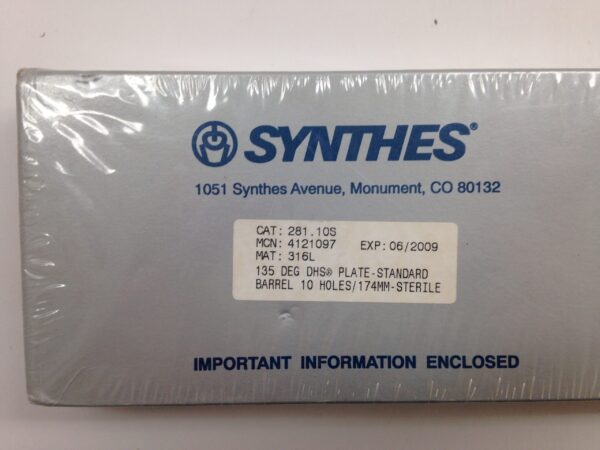 SYNTHES®
1051 Synthes Avenue, Monument, CO 80132
CAT: 281.10S
MCN: 4121097 EXP: 06/2009
MAT: 316L
135 DEG DHS® PLATE-STANDARD
BARREL 10 HOLES/174MM-STERILE
IMPORTANT INFORMATION ENCLOSED